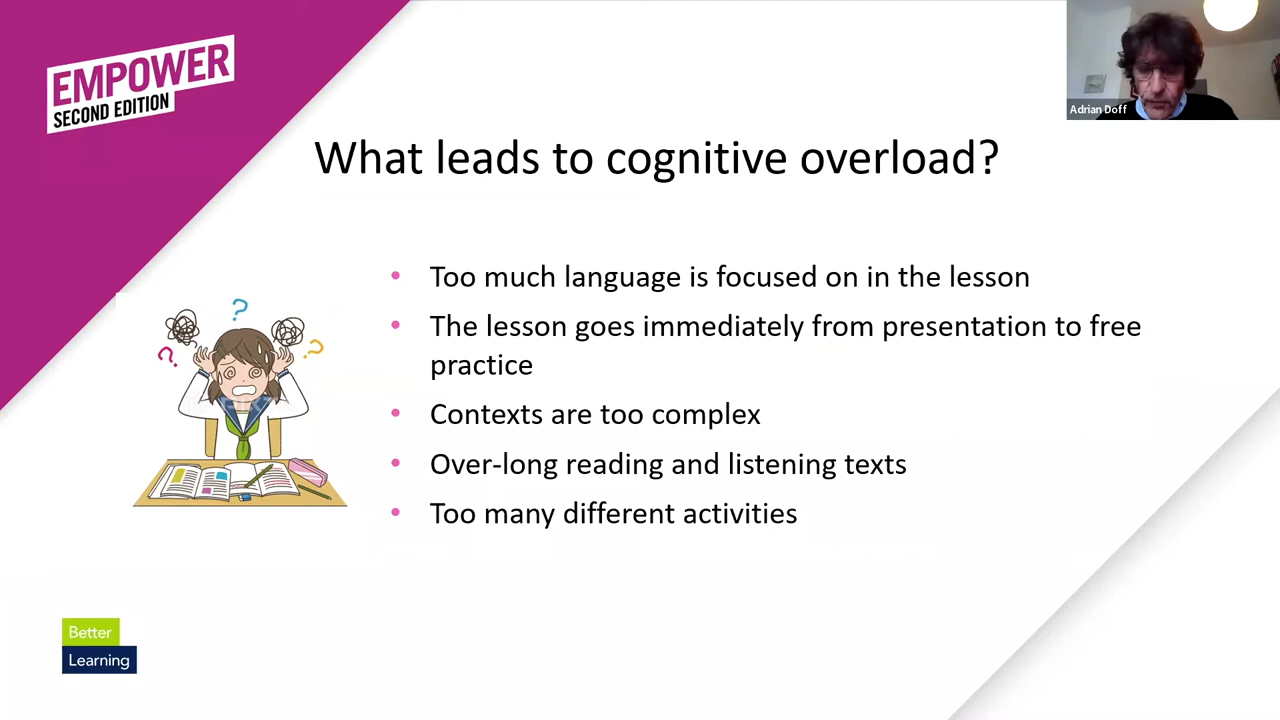 EMPOWER
SECOND EDITION
Adrian Doff
What leads to cognitive overload?
• Too much language is focused on in the lesson
• The lesson goes immediately from presentation to free
practice
• Contexts are too complex
• Over-long reading and listening texts
• Too many different activities
? ? ? ?
Better
Learning